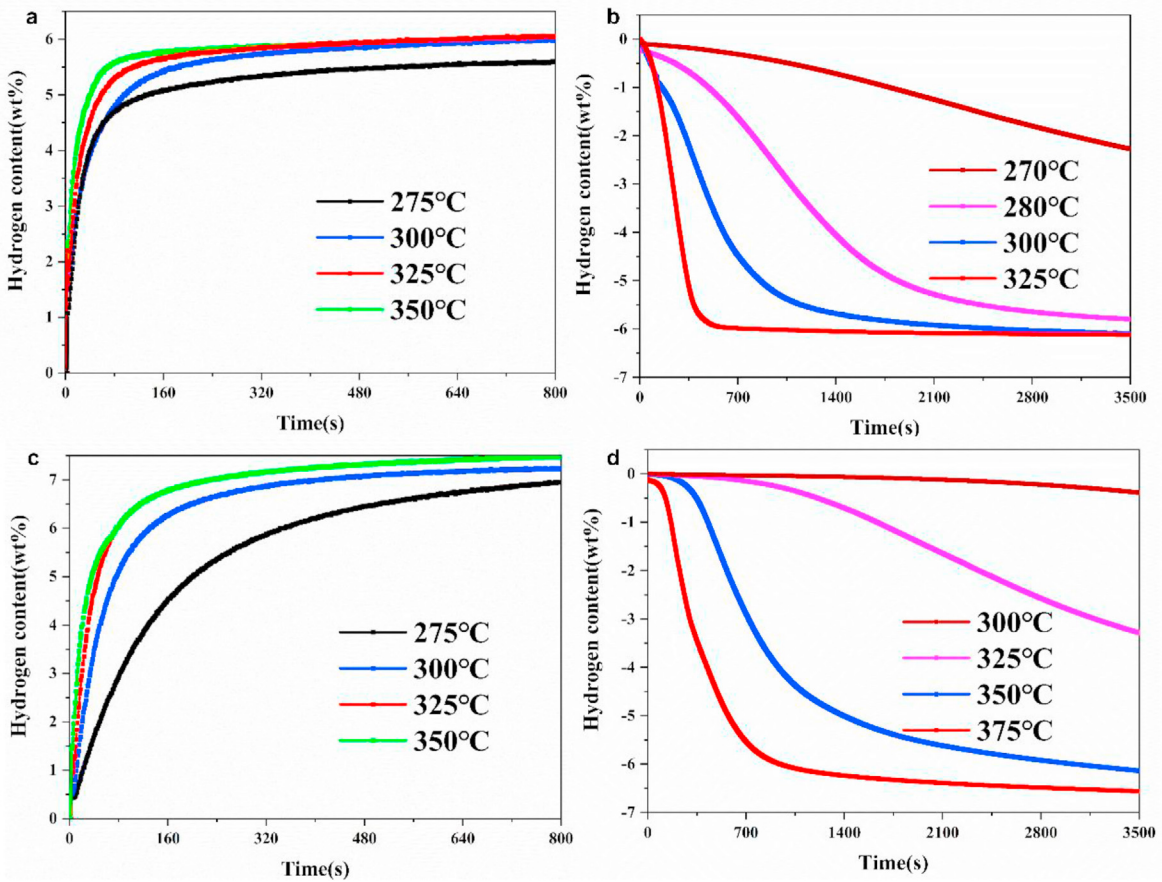 a
Hydrogen content(wt%)
6
5
4
3
2
1
0
275°C
300°C
325°C
350°C
0
160
320
480
640
800
Time(s)
b
Hydrogen content(wt%)
0
-1
-2
-3
-4
-5
-6
-7
270°C
280°C
300°C
325°C
0
700
1400
2100
2800
3500
Time(s)
c
Hydrogen content(wt%)
7
6
5
4
3
2
1
0
275°C
300°C
325°C
350°C
0
160
320
480
640
800
Time(s)
d
Hydrogen content(wt%)
0
-1
-2
-3
-4
-5
-6
-7
300°C
325°C
350°C
375°C
0
700
1400
2100
2800
3500
Time(s)